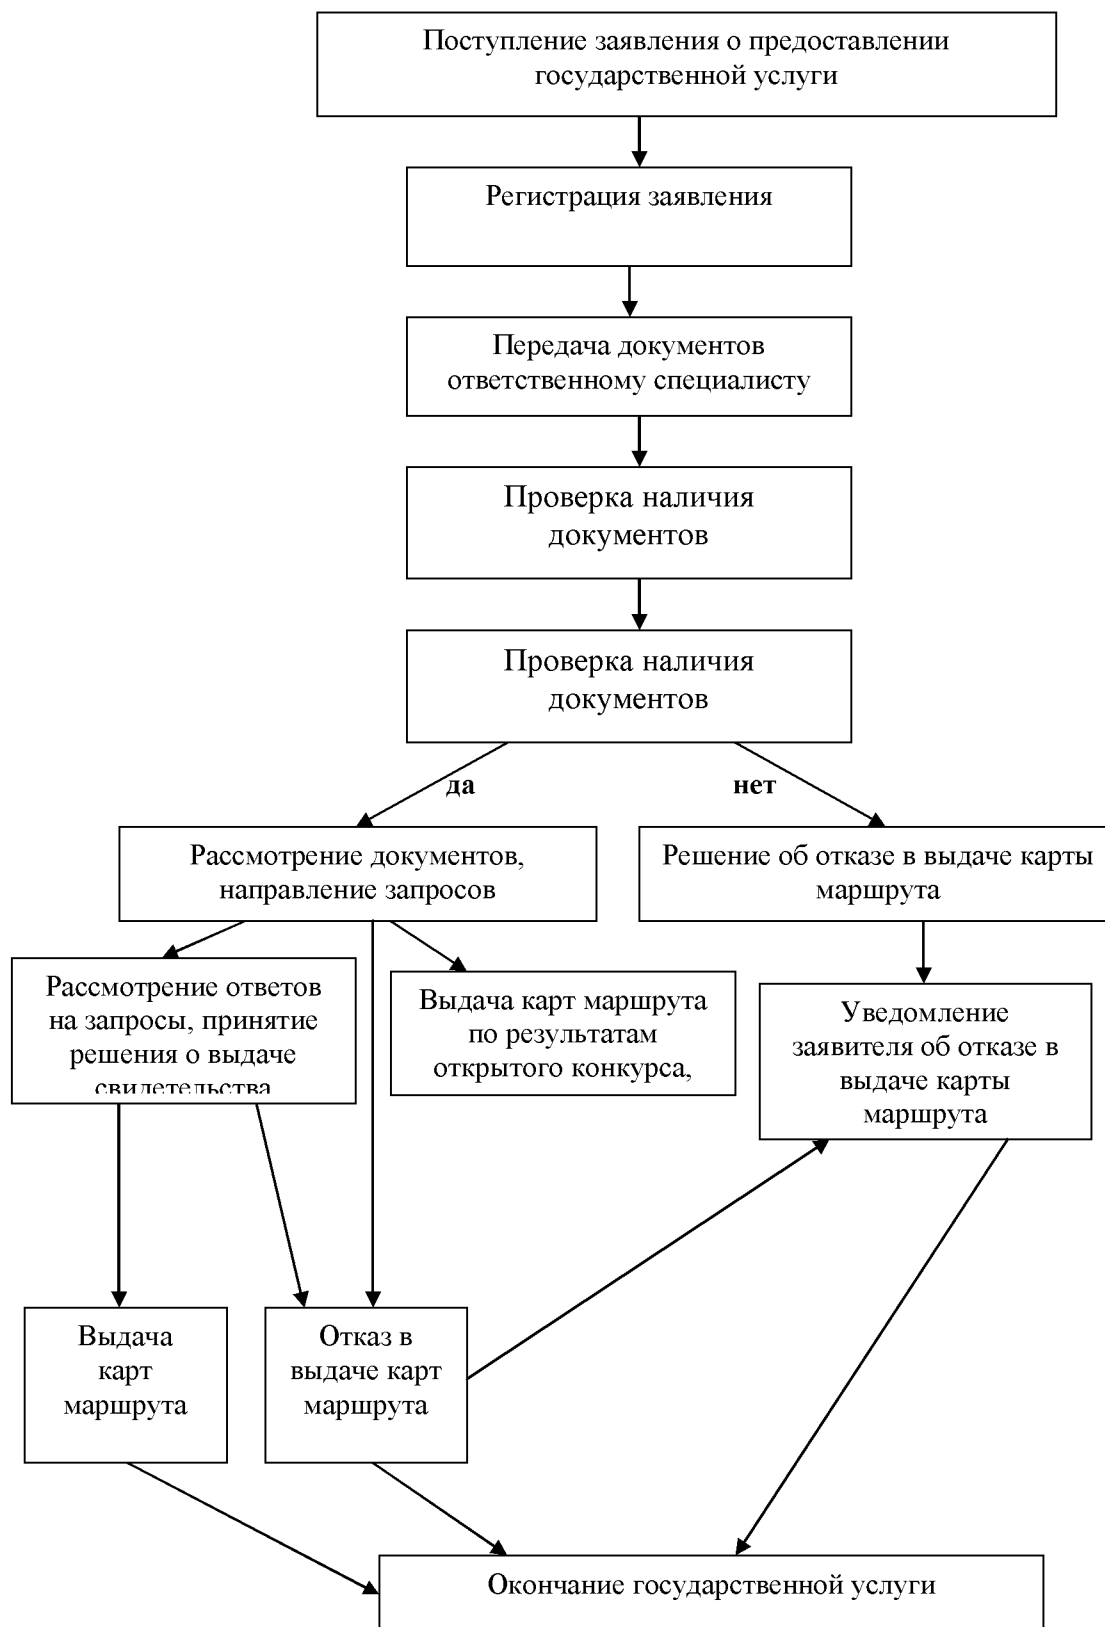 Поступление заявления о предоставлении
государственной услуги
Регистрация заявления
Передача документов
ответственному специалисту
Проверка наличия
документов
Проверка наличия
документов
да
нет
Рассмотрение документов,
направление запросов
Решение об отказе в выдаче карты
маршрута
Рассмотрение ответов
на запросы, принятие
решения о выдаче
свидетельства
Выдача карт маршрута
по результатам
открытого конкурса,
Уведомление
заявителя об отказе в
выдаче карты
маршрута
Выдача
карт
маршрута
Отказ в
выдаче карт
маршрута
Окончание государственной услуги